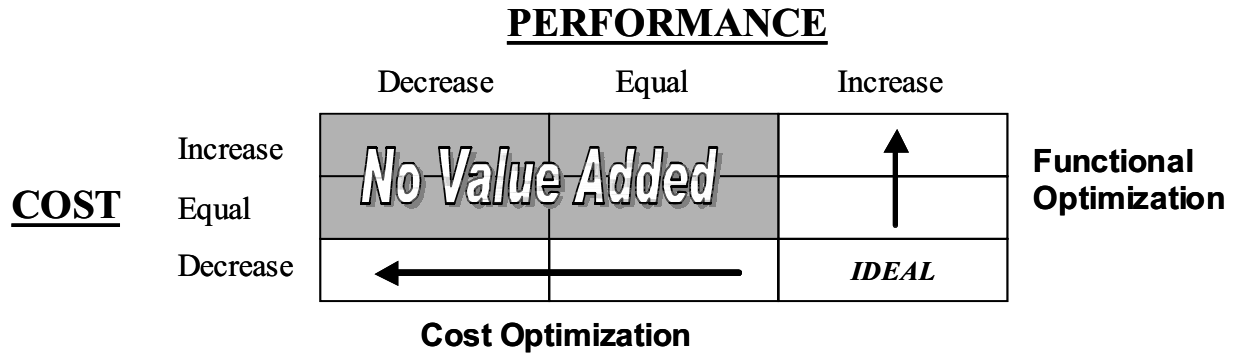 PERFORMANCE
Decrease Equal Increase
Increase
No Value Added
Functional
Optimization
COST
Equal
Decrease
IDEAL
Cost Optimization